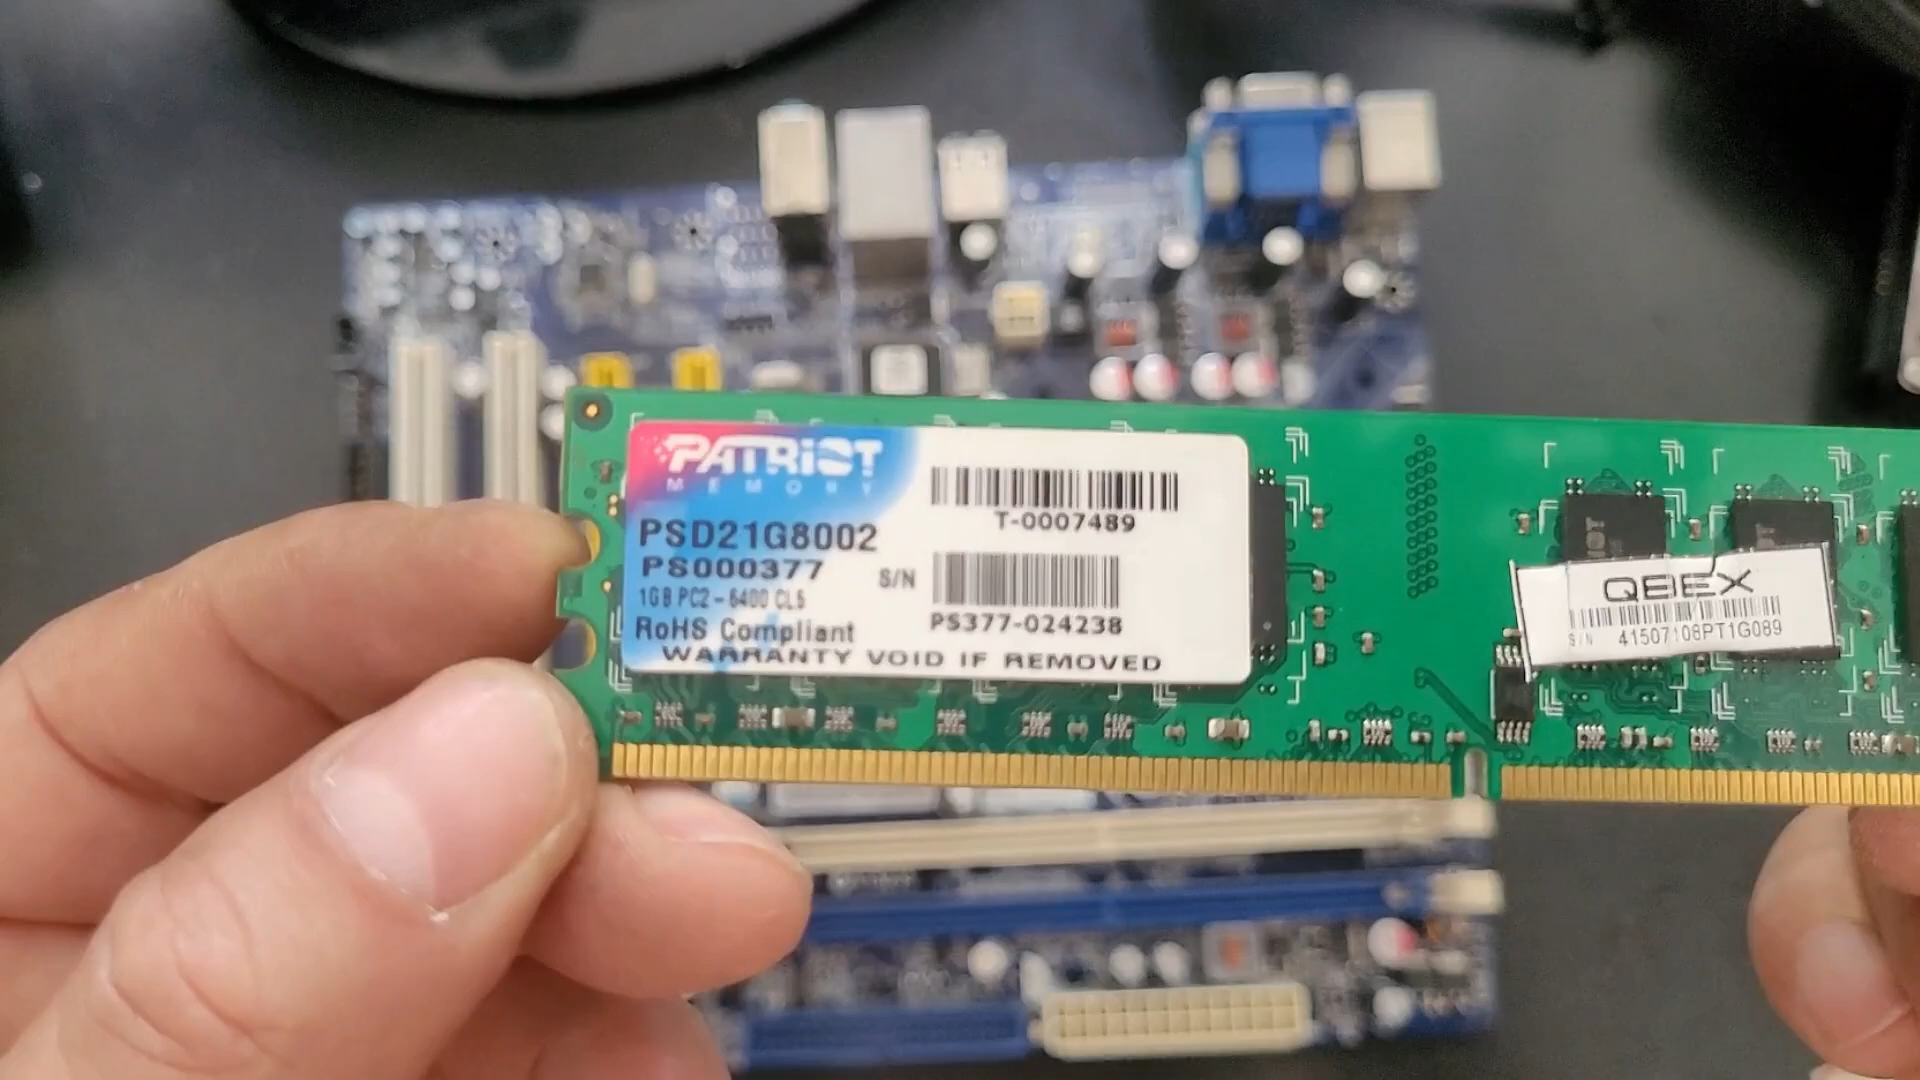 PATRIOT
MEMORY
PSD21G8002
PS000377
1GB PC2-6400 CL5
RoHS Compliant
WARRANTY VOID IF REMOVED
T-0007489
S/N
PS377-024238
QBEX
S/N 41507108PT1G089